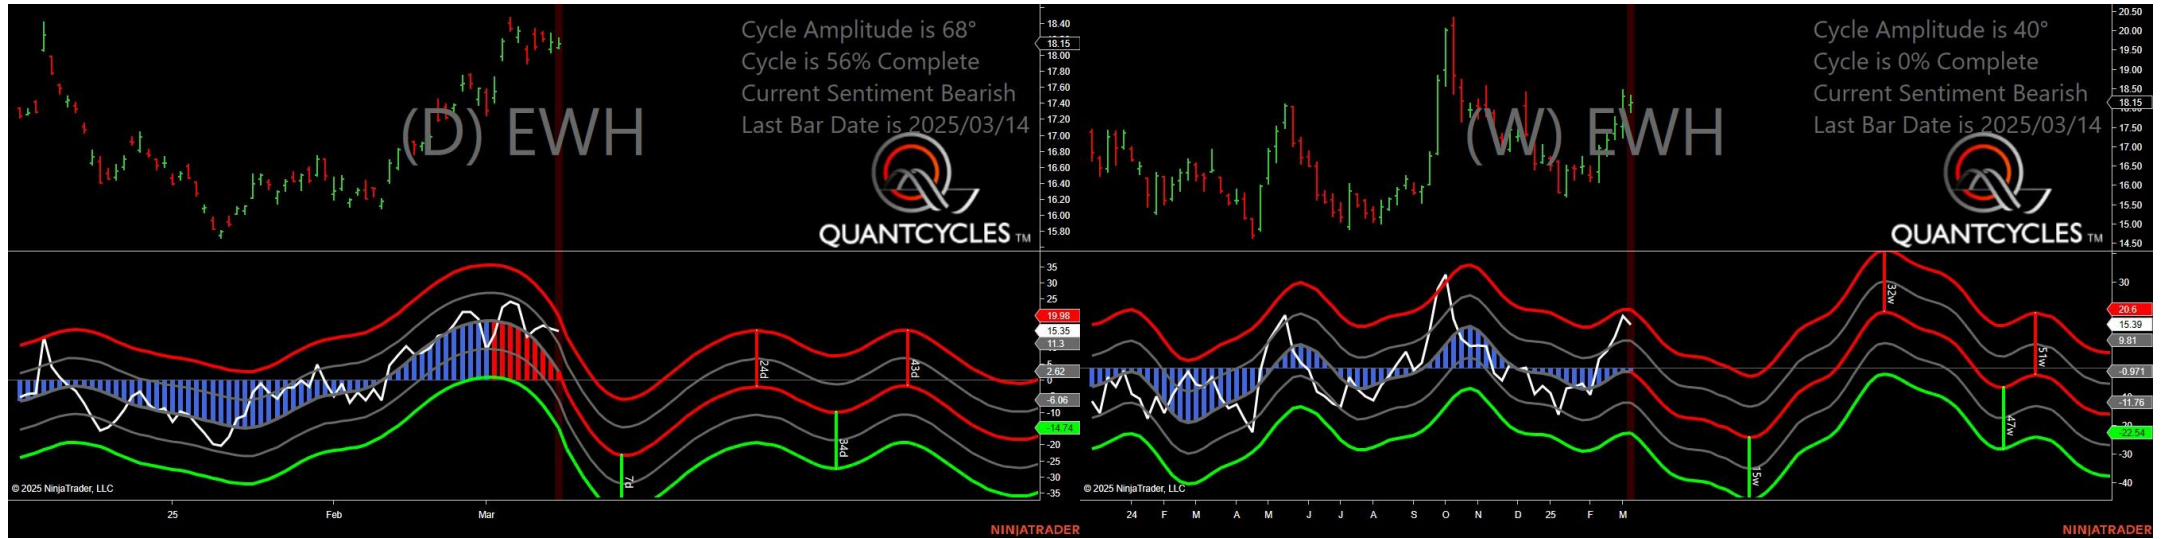 Cycle Amplitude is 68°
Cycle is 56% Complete
Current Sentiment Bearish
Last Bar Date is 2025/03/14
(D) EWH
QUANTCYCLES TM
18.40
18.15
18.00
17.80
17.60
17.40
17.20
17.00
16.80
16.60
16.40
16.20
16.00
15.80
35
30
25
19.98
15.35
11.3
5
2.62
0
-6.06
-10
-14.74
-20
-25
-30
-35
7d
24d
34d
43d
© 2025 NinjaTrader, LLC
25 Feb Mar
NINJATRADER
Cycle Amplitude is 40°
Cycle is 0% Complete
Current Sentiment Bearish
Last Bar Date is 2025/03/14
(W) EWH
QUANTCYCLES TM
20.50
20.00
19.50
19.00
18.50
18.15
17.50
17.00
16.50
16.00
15.50
15.00
14.50
30
20.6
15.39
9.81
-0.971
-11.76
-22.54
-30
-40
15w
32w
47w
51w
© 2025 NinjaTrader, LLC
24 F M A M J J A S O N D 25 F M
NINJATRADER